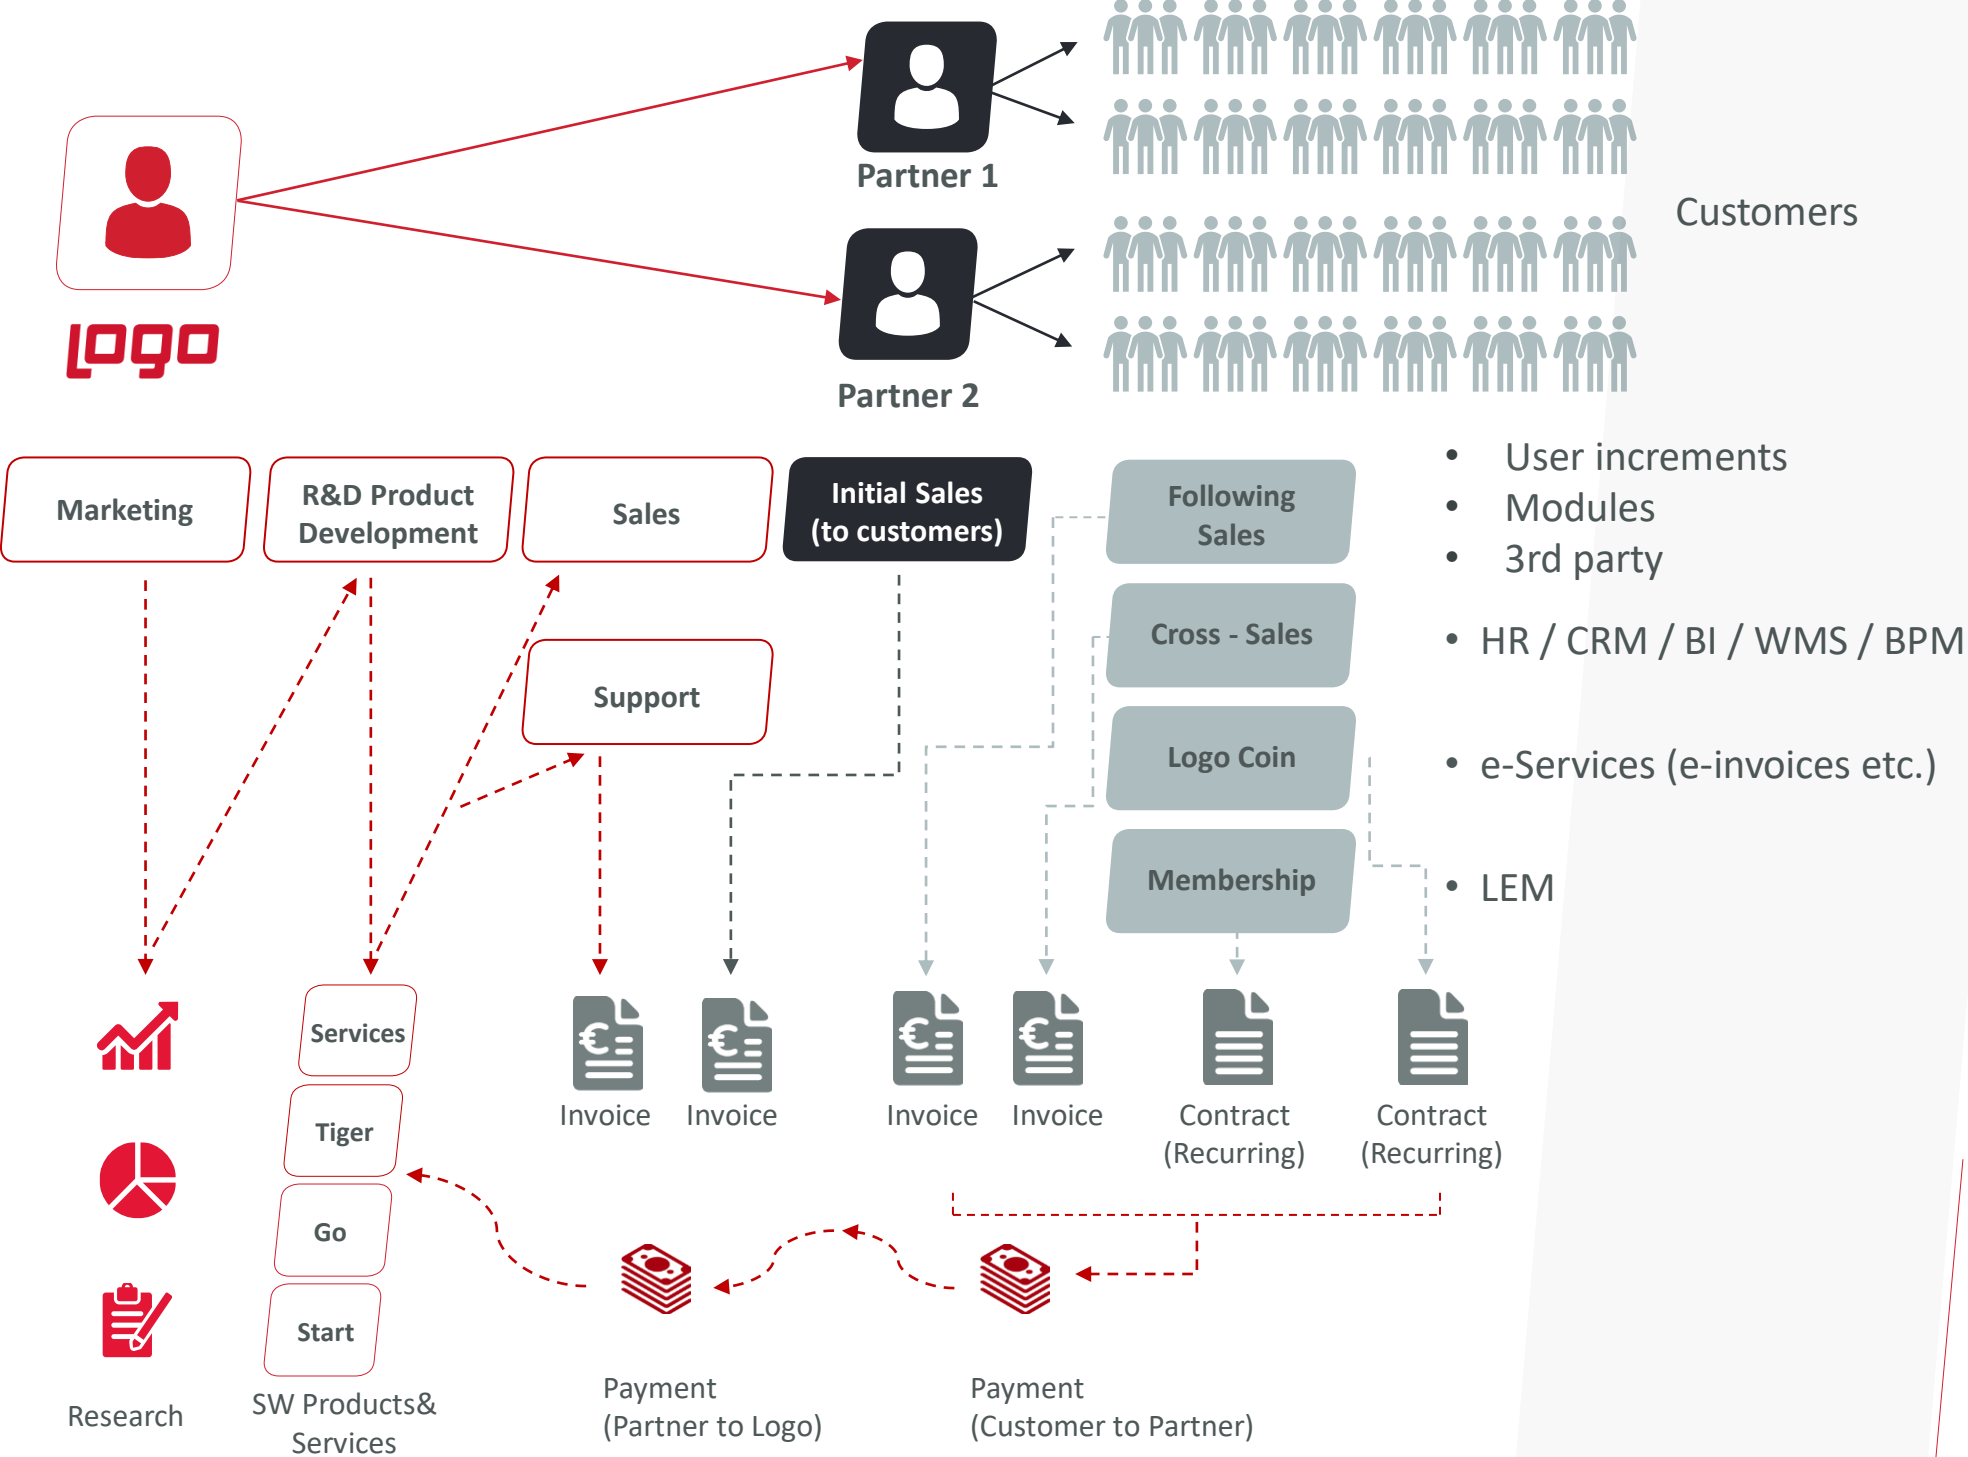 Partner 1
Customers
Logo
Partner 2
Marketing
R&D Product
Development
Sales
Initial Sales
(to customers)
Following
Sales
• User increments
• Modules
• 3rd party
Support
Cross - Sales
• HR / CRM / BI / WMS / BPM
Logo Coin
• e-Services (e-invoices etc.)
Membership
• LEM
Services
Tiger
Go
Start
Invoice
Invoice
Invoice
Invoice
Contract
(Recurring)
Contract
(Recurring)
Research
SW Products&
Services
Payment
(Partner to Logo)
Payment
(Customer to Partner)